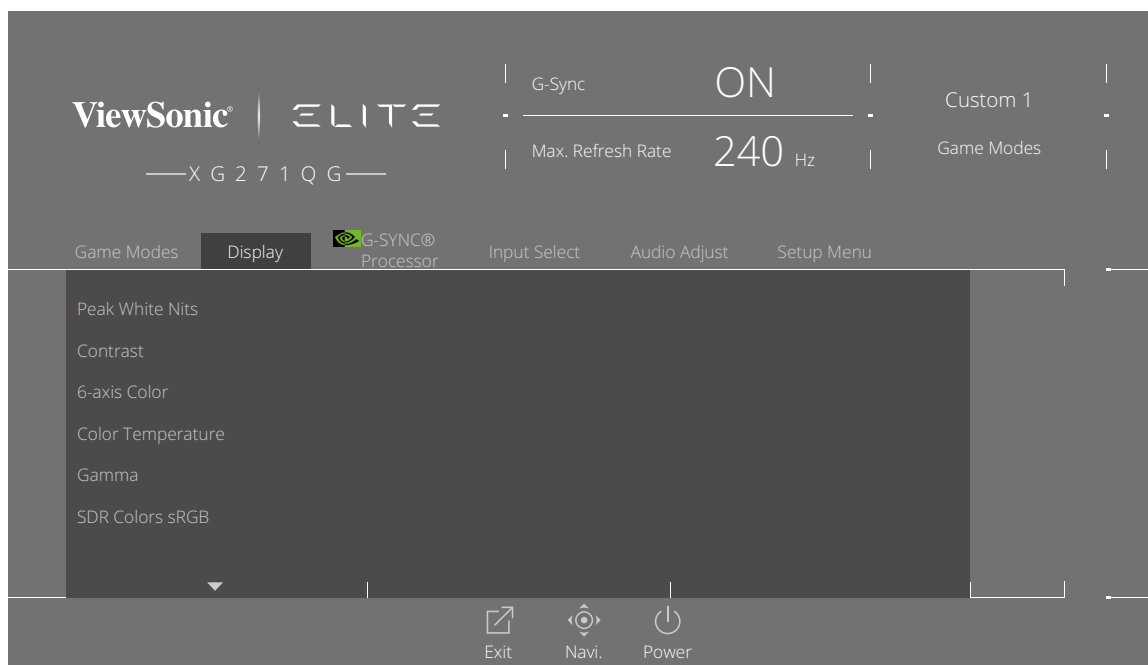 ViewSonic® ELITE
XG271QG
G-Sync ON
Max. Refresh Rate 240 Hz
Custom 1
Game Modes
Game Modes Display G-SYNC® Processor Input Select Audio Adjust Setup Menu
Peak White Nits
Contrast
6-axis Color
Color Temperature
Gamma
SDR Colors sRGB
Exit Navi. Power